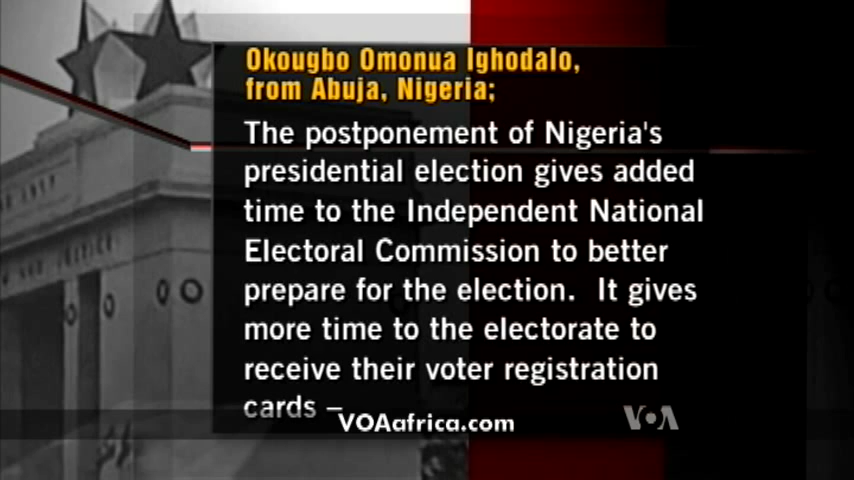 Okougbo Omonua Ighodalo,
from Abuja, Nigeria;
The postponement of Nigeria's
presidential election gives added
time to the Independent National
Electoral Commission to better
prepare for the election. It gives
more time to the electorate to
receive their voter registration
cards –
VOAafrica.com
VOA